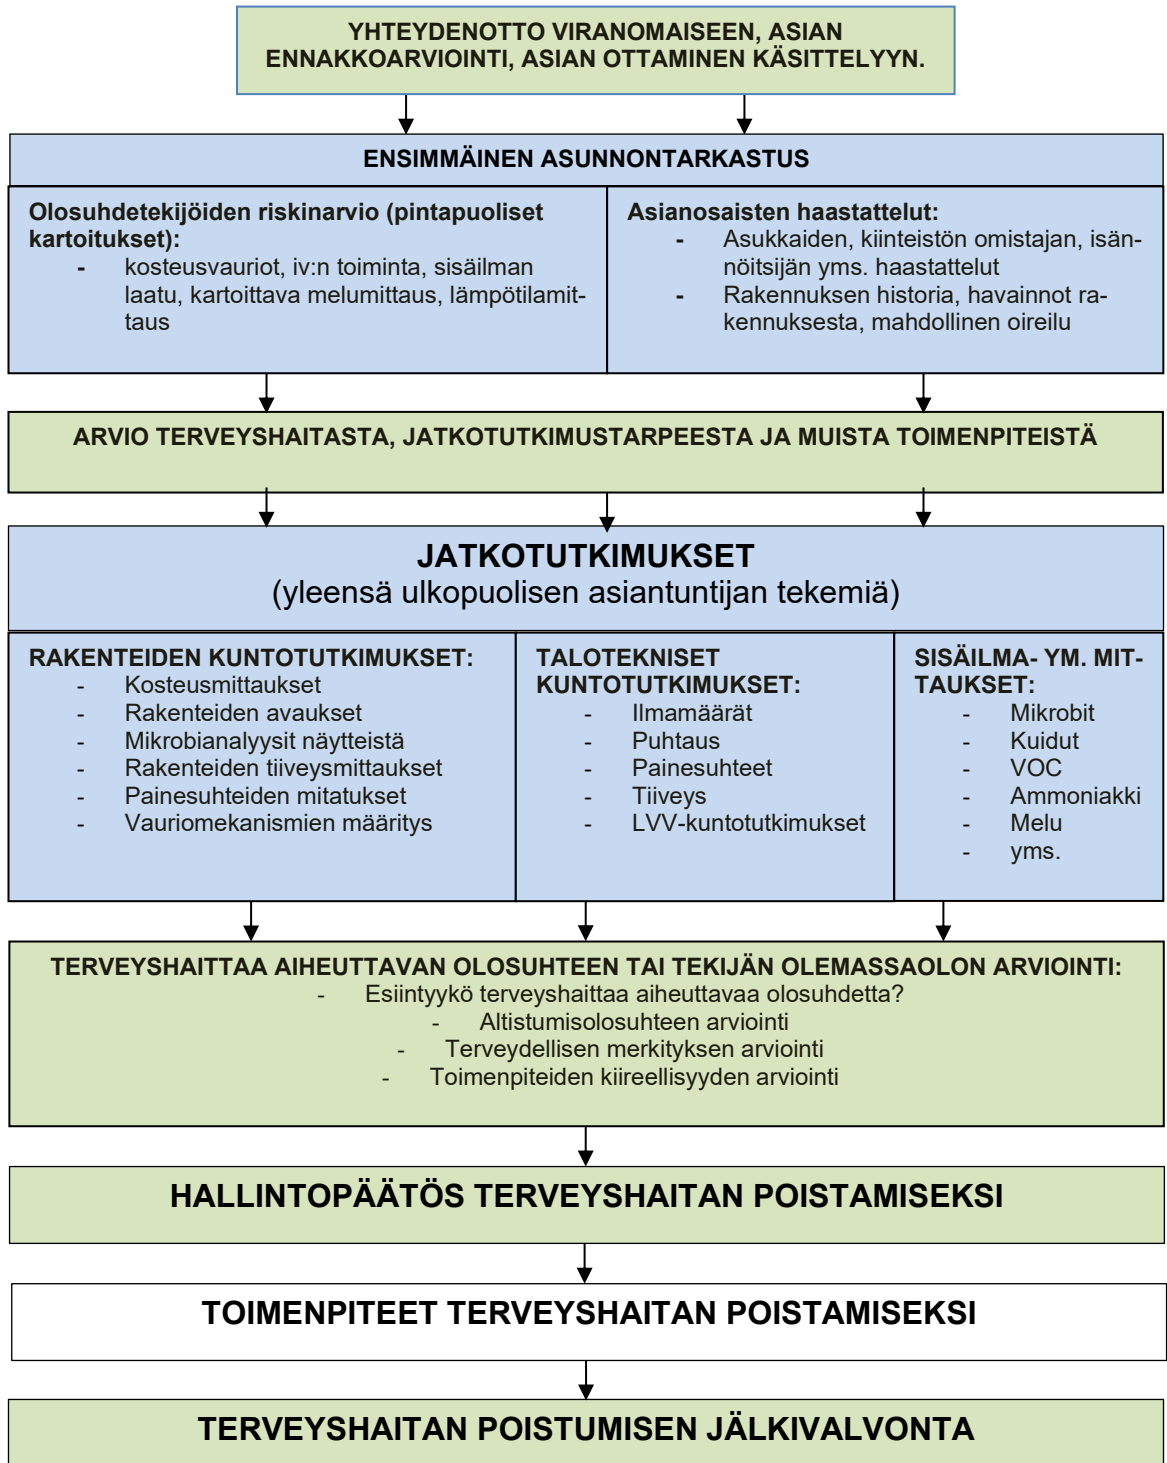 YHTEYDENOTTO VIRANOMAISEEN, ASIAN
ENNAKKOARVIOINTI, ASIAN OTTAMINEN KÄSITTELYYN.
ENSIMMÄINEN ASUNNONTARKASTUS
Olosuhdetekijöiden riskinarvio (pintapuoliset
kartoitukset):
- kosteusvauriot, iv:n toiminta, sisäilman
laatu, kartoittava melumittaus, lämpötilamit-
taus
Asianosaisten haastattelut:
- Asukkaiden, kiinteistön omistajan, isän-
nöitsijän yms. haastattelut
- Rakennuksen historia, havainnot ra-
kennuksesta, mahdollinen oireilu
ARVIO TERVEYSHAITASTA, JATKOTUTKIMUSTARPEESTA JA MUISTA TOIMENPITEISTÄ
JATKOTUTKIMUKSET
(yleensä ulkopuolisen asiantuntijan tekemiä)
RAKENTEIDEN KUNTOTUTKIMUKSET:
- Kosteusmittaukset
- Rakenteiden avaukset
- Mikrobianalyysit näytteistä
- Rakenteiden tiiveysmittaukset
- Painesuhteiden mitatukset
- Vauriomekanismien määritys
TALOTEKNISET
KUNTOTUTKIMUKSET:
- Ilmamäärät
- Puhtaus
- Painesuhteet
- Tiiveys
- LVV-kuntotutkimukset
SISÄILMA- YM. MIT-
TAUKSET:
- Mikrobit
- Kuidut
- VOC
- Ammoniakki
- Melu
- yms.
TERVEYSHAITTAA AIHEUTTAVAN OLOSUHTEEN TAI TEKIJÄN OLEMASSAOLON ARVIOINTI:
- Esiintyykö terveyshaittaa aiheuttavaa olosuhdetta?
- Altistumisolosuhteen arviointi
- Terveydellisen merkityksen arviointi
- Toimenpiteiden kiireellisyyden arviointi
HALLINTOPÄÄTÖS TERVEYSHAITAN POISTAMISEKSI
TOIMENPITEET TERVEYSHAITAN POISTAMISEKSI
TERVEYSHAITAN POISTUMISEN JÄLKIVALVONTA